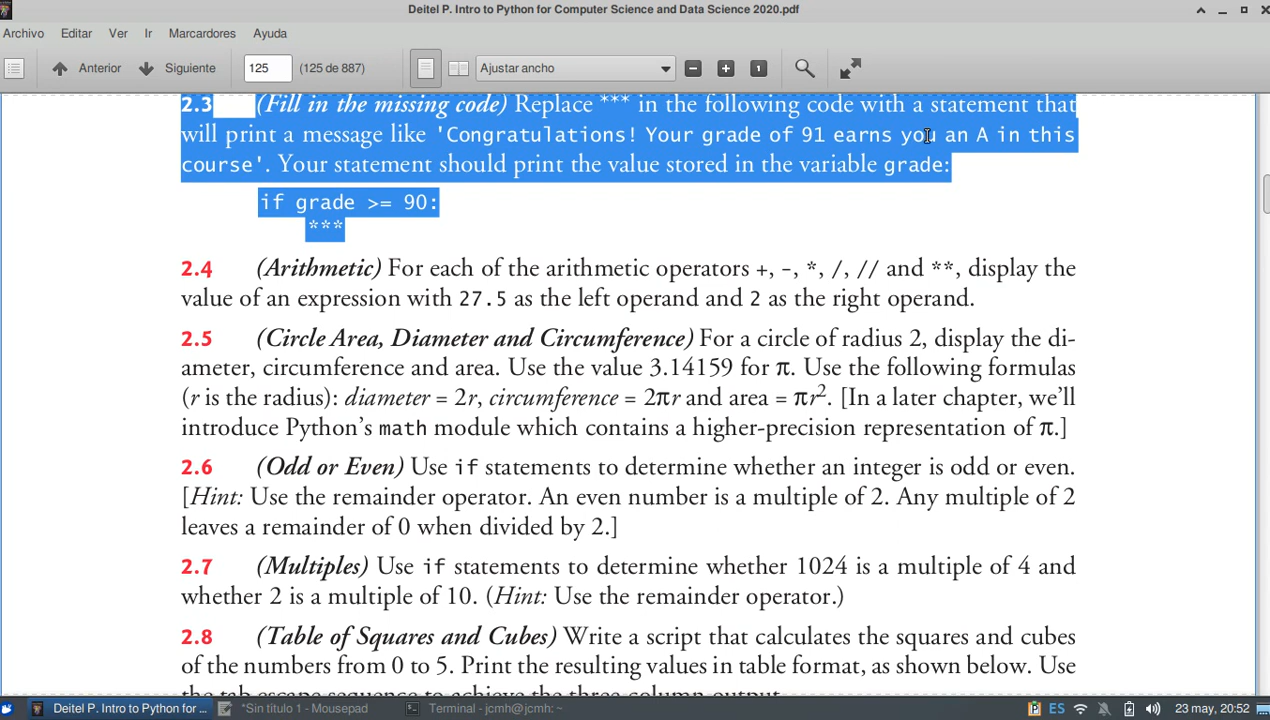 Deitel P. Intro to Python for Computer Science and Data Science 2020.pdf
Archivo Editar Ver Ir Marcadores Ayuda
Anterior Siguiente 125 (125 de 887) Ajustar ancho
2.3 (Fill in the missing code) Replace *** in the following code with a statement that
will print a message like 'Congratulations! Your grade of 91 earns you an A in this
course'. Your statement should print the value stored in the variable grade:
if grade >= 90:
***
2.4 (Arithmetic) For each of the arithmetic operators +, -, *, /, // and **, display the
value of an expression with 27.5 as the left operand and 2 as the right operand.
2.5 (Circle Area, Diameter and Circumference) For a circle of radius 2, display the di-
ameter, circumference and area. Use the value 3.14159 for π. Use the following formulas
(r is the radius): diameter = 2r, circumference = 2πr and area = πr². [In a later chapter, we'll
introduce Python's math module which contains a higher-precision representation of π.]
2.6 (Odd or Even) Use if statements to determine whether an integer is odd or even.
[Hint: Use the remainder operator. An even number is a multiple of 2. Any multiple of 2
leaves a remainder of 0 when divided by 2.]
2.7 (Multiples) Use if statements to determine whether 1024 is a multiple of 4 and
whether 2 is a multiple of 10. (Hint: Use the remainder operator.)
2.8 (Table of Squares and Cubes) Write a script that calculates the squares and cubes
of the numbers from 0 to 5. Print the resulting values in table format, as shown below. Use
the tab escape sequence to achieve the three-column output.
Deitel P. Intro to Python for ... *Sin título 1 - Mousepad Terminal - jcmh@jcmh: ~ ES 23 may, 20:52